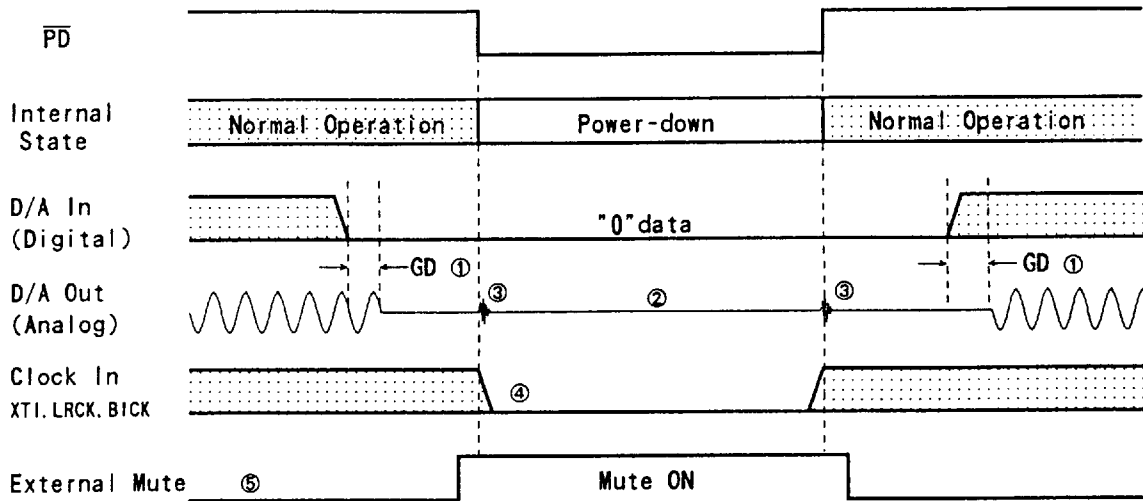 P̅D̅
Internal State
Normal Operation
Power-down
Normal Operation
D/A In (Digital)
"0"data
GD ①
GD ①
D/A Out (Analog)
③
②
③
Clock In
XTI, LRCK, BICK
④
External Mute
⑤
Mute ON